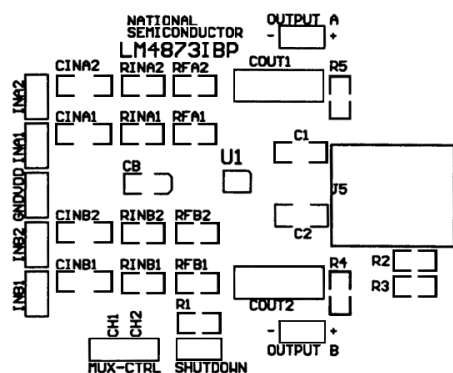 NATIONAL
SEMICONDUCTOR
LM4873IBP
OUTPUT A
- +
CINA2 RINA2 RFA2 COUT1 R5
INA2
CINA1 RINA1 RFA1
INA1
C1
U1
CB
J5
GNDVDD
CINB2 RINB2 RFB2 C2
INB2
R2
CINB1 RINB1 RFB1 R4
R3
INB1
R1 COUT2
CH1
CH2
- +
MUX-CTRL SHUTDOWN OUTPUT B